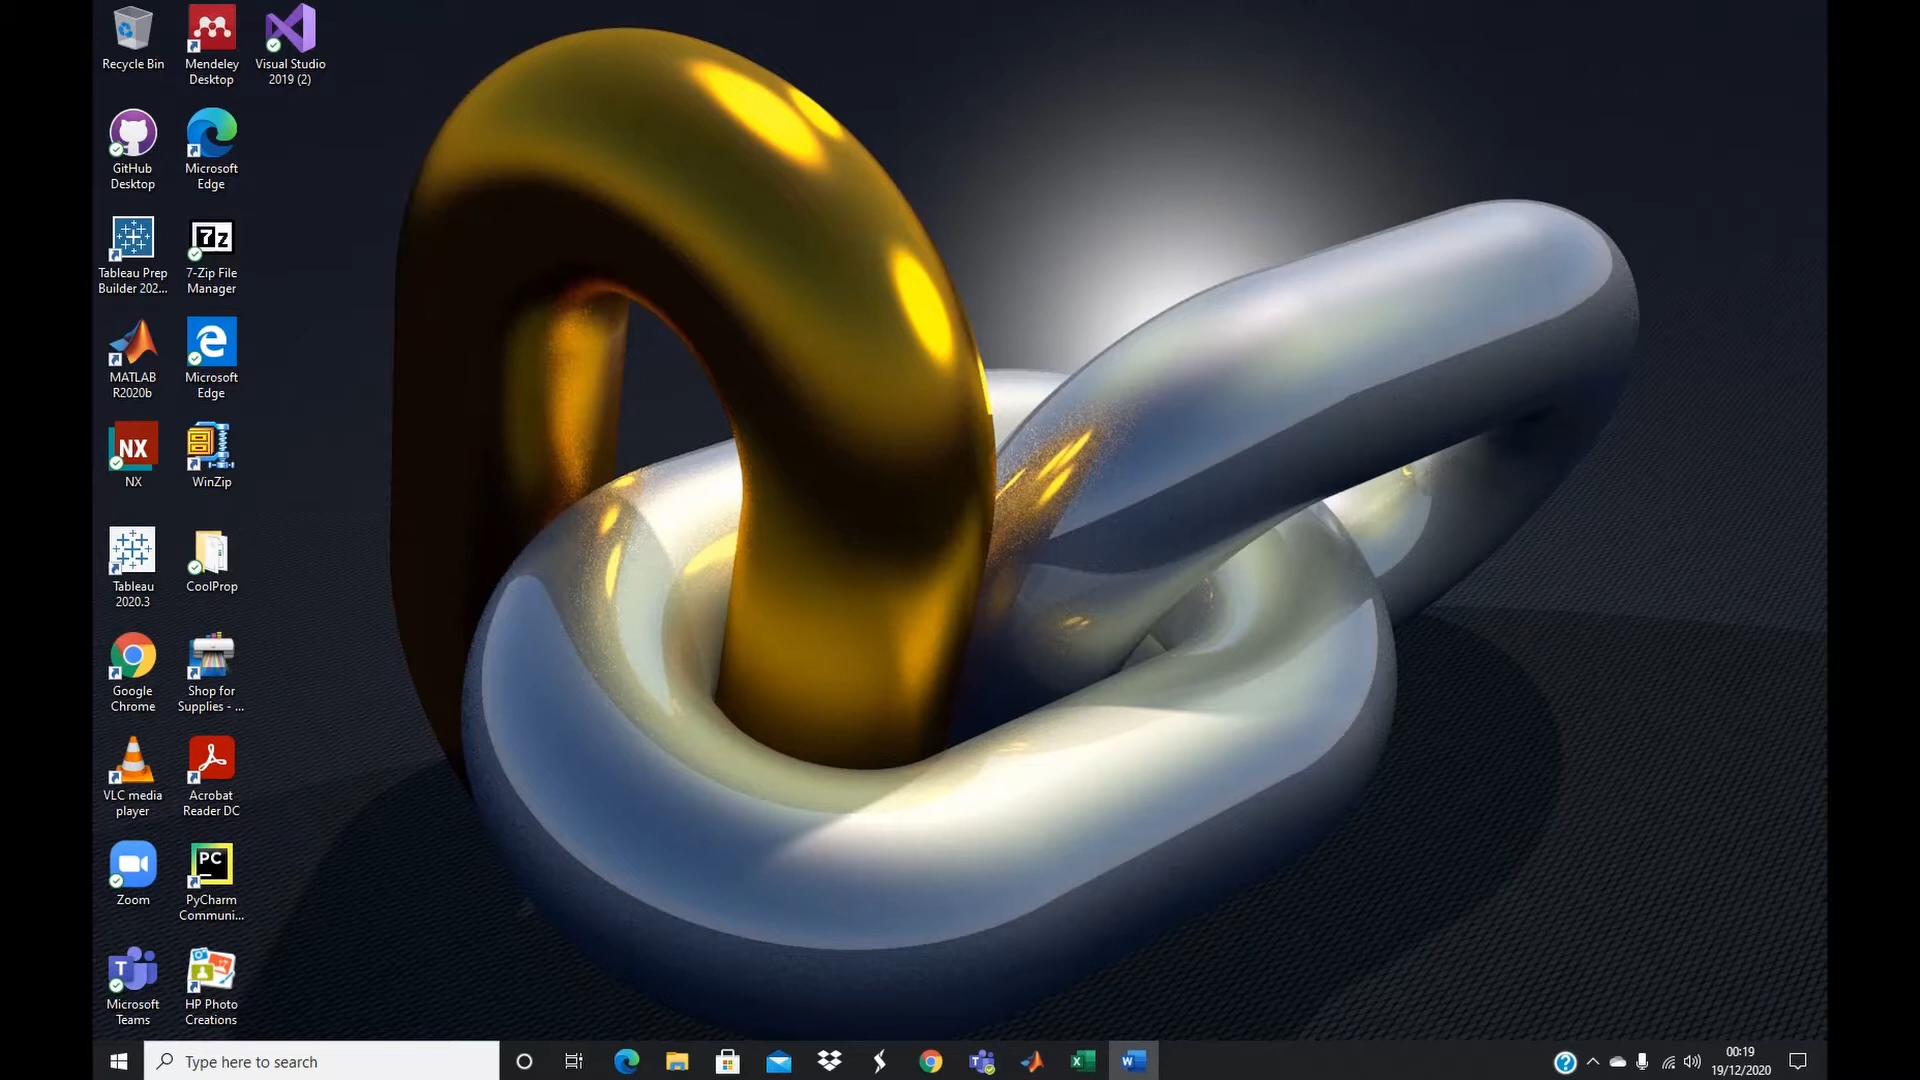 Recycle Bin
Mendeley
Desktop
Visual Studio
2019 (2)
GitHub
Desktop
Microsoft
Edge
Tableau Prep
Builder 202...
7z
7-Zip File
Manager
MATLAB
R2020b
Microsoft
Edge
NX
NX
WinZip
Tableau
2020.3
CoolProp
Google
Chrome
Shop for
Supplies - ...
VLC media
player
Acrobat
Reader DC
Zoom
PC
PyCharm
Communi...
T
Microsoft
Teams
HP Photo
Creations
Type here to search
00:19
19/12/2020